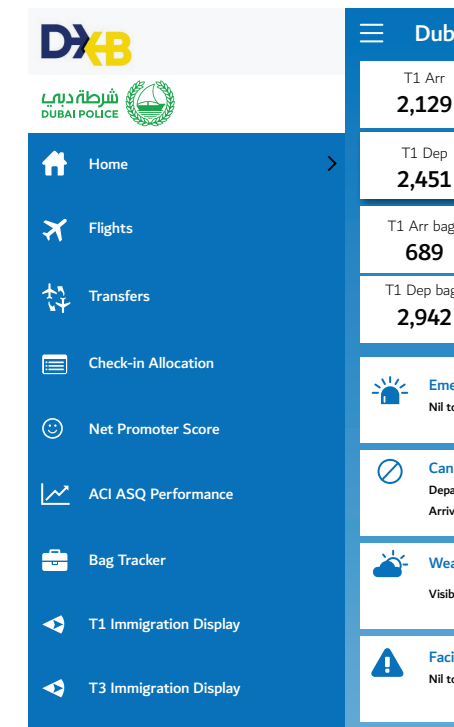 DXB
شرطة دبي
DUBAI POLICE
Home
Flights
Transfers
Check-in Allocation
Net Promoter Score
ACI ASQ Performance
Bag Tracker
T1 Immigration Display
T3 Immigration Display
Dub
T1 Arr
2,129
T1 Dep
2,451
T1 Arr bag
689
T1 Dep bag
2,942
Eme
Nil to
Can
Depa
Arriv
Wea
Visib
Faci
Nil to